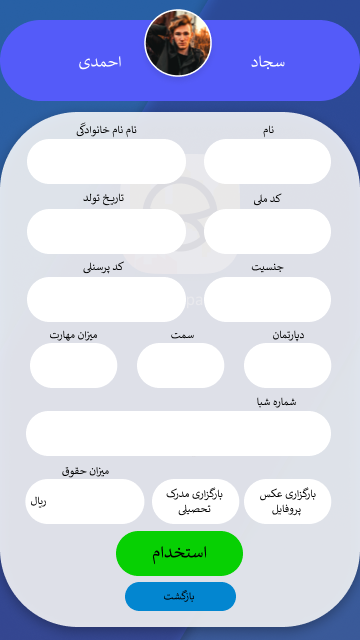 سجاد احمدی
نام نام نام خانوادگی
کد ملی تاریخ تولد
جنسیت کد پرسنلی
دپارتمان سمت میزان مهارت
شماره شبا
میزان حقوق
بارگزاری عکس
پروفایل
بارگزاری مدرک
تحصیلی
ریال
استخدام
بازگشت